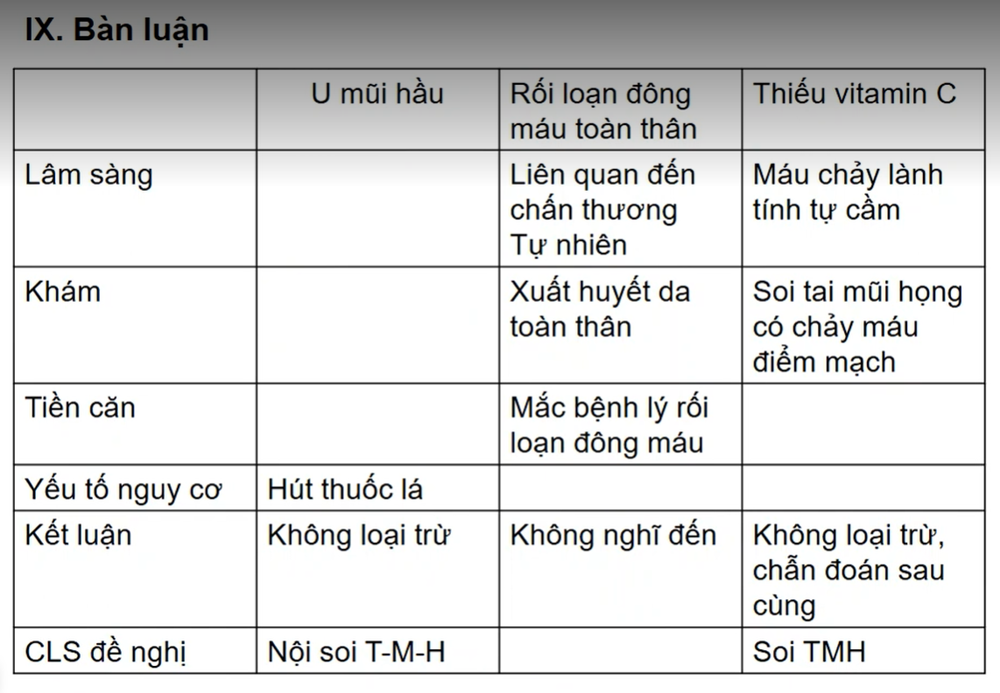 IX. Bàn luận
U mũi hầu
Rối loạn đông
máu toàn thân
Thiếu vitamin C
Lâm sàng
Liên quan đến
chấn thương
Tự nhiên
Máu chảy lành
tính tự cầm
Khám
Xuất huyết da
toàn thân
Soi tai mũi họng
có chảy máu
điểm mạch
Tiền căn
Mắc bệnh lý rối
loạn đông máu
Yếu tố nguy cơ
Hút thuốc lá
Kết luận
Không loại trừ
Không nghĩ đến
Không loại trừ,
chẫn đoán sau
cùng
CLS đề nghị
Nội soi T-M-H
Soi TMH